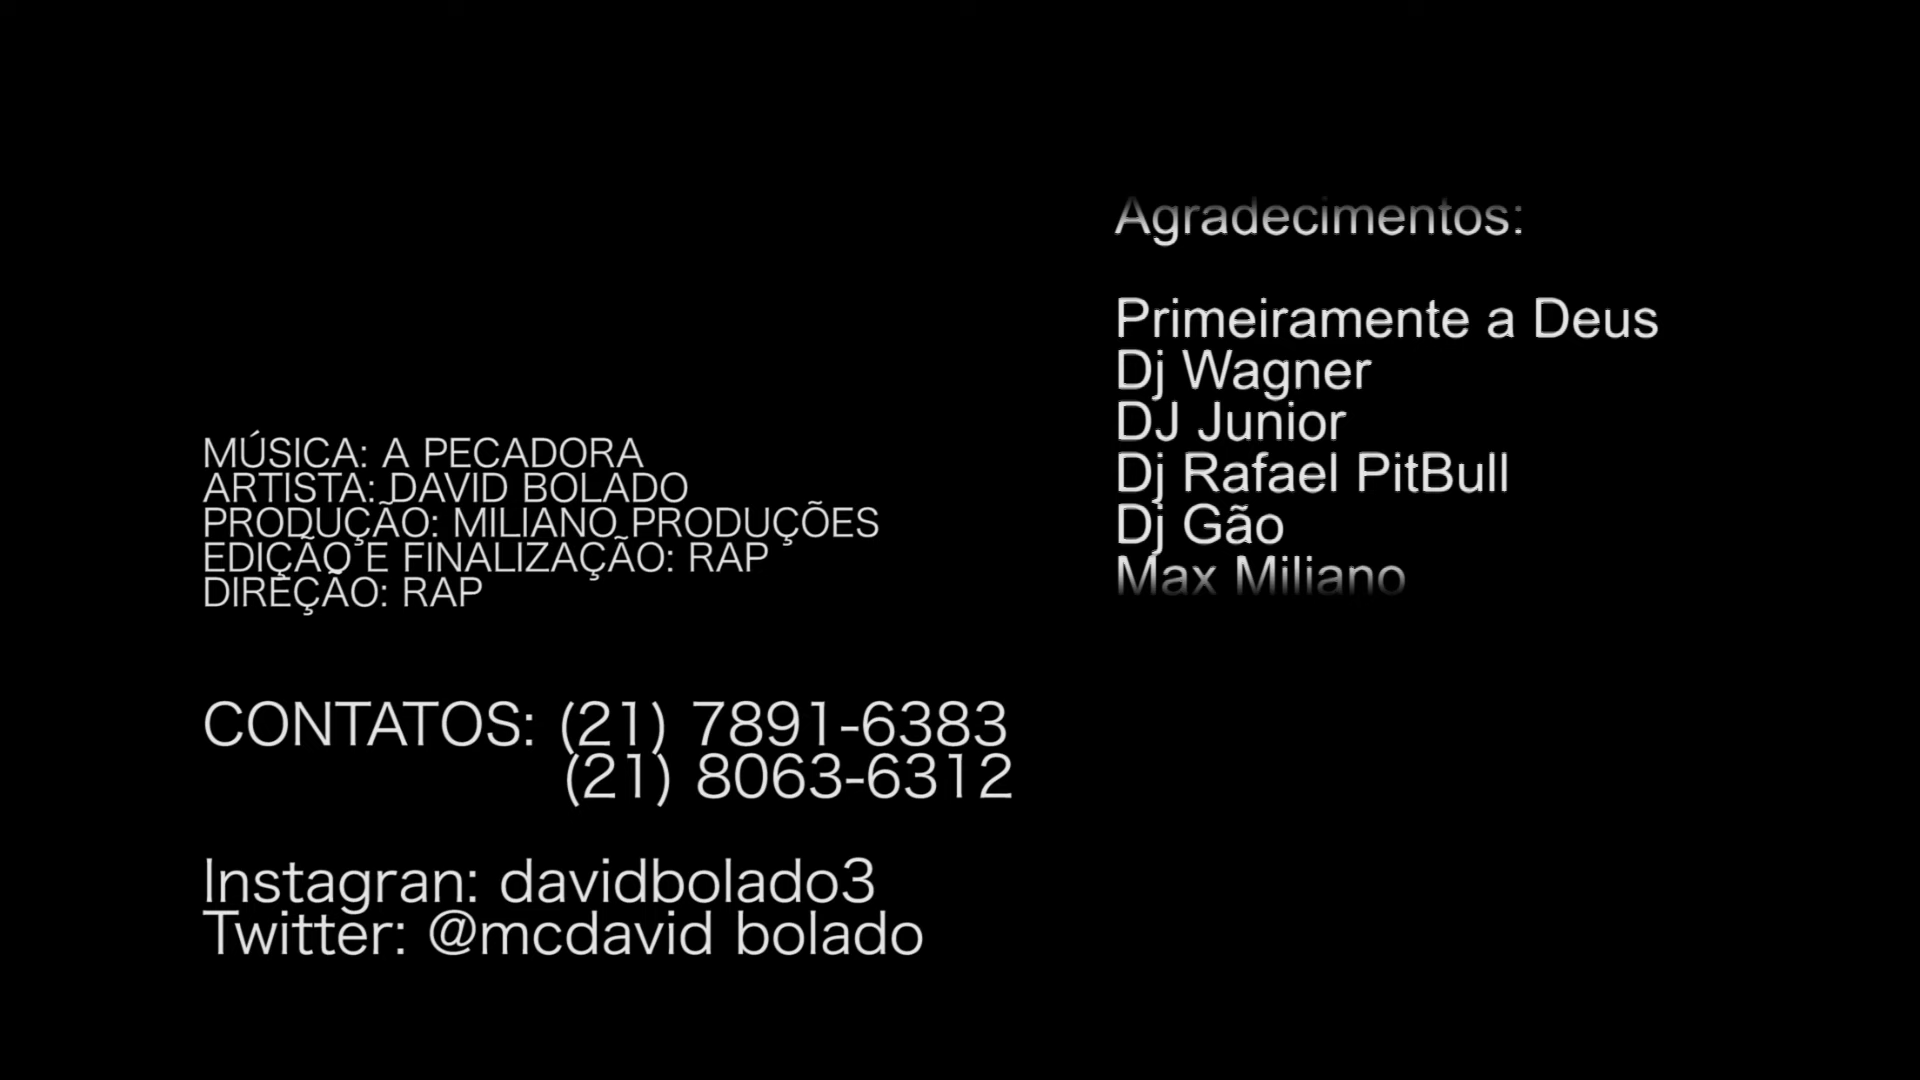 MÚSICA: A PECADORA
ARTISTA: DAVID BOLADO
PRODUÇÃO: MILIANO PRODUÇÕES
EDIÇÃO E FINALIZAÇÃO: RAP
DIREÇÃO: RAP
CONTATOS: (21) 7891-6383
(21) 8063-6312
Instagran: davidbolado3
Twitter: @mcdavid bolado
Agradecimentos:
Primeiramente a Deus
Dj Wagner
DJ Junior
Dj Rafael PitBull
Dj Gão
Max Miliano